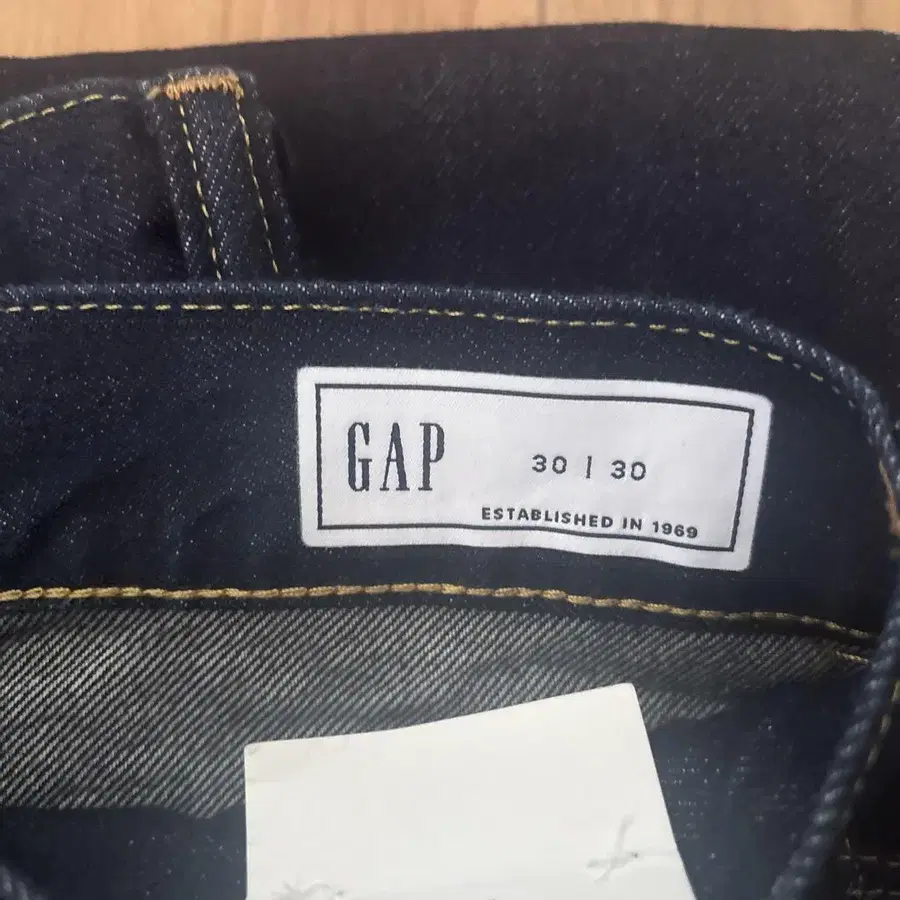 GAP
30 | 30
ESTABLISHED IN 1969